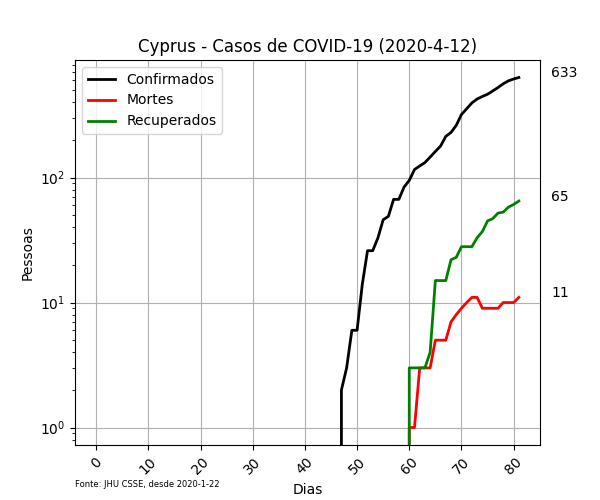 Cyprus - Casos de COVID-19 (2020-4-12)
Confirmados
Mortes
Recuperados
633
65
11
10²
10¹
10⁰
Pessoas
0 10 20 30 40 50 60 70 80
Dias
Fonte: JHU CSSE, desde 2020-1-22